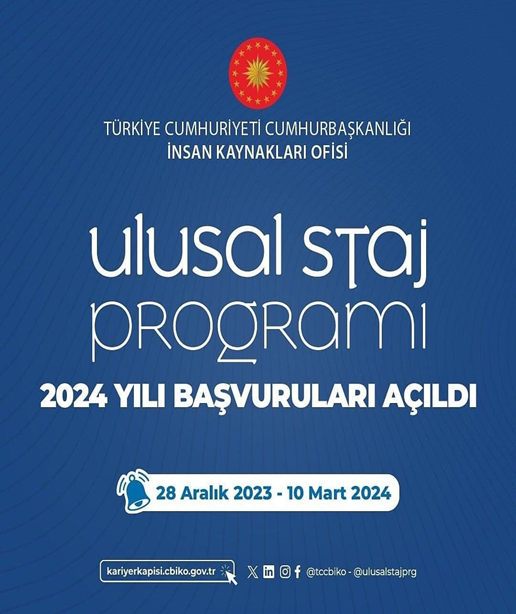 TÜRKİYE CUMHURİYETİ CUMHURBAŞKANLIĞI
İNSAN KAYNAKLARI OFİSİ
ulusal staj
programı
2024 YILI BAŞVURULARI AÇILDI
28 Aralık 2023 - 10 Mart 2024
kariyerkapisi.cbiko.gov.tr @tccbiko - @ulusalstajprg